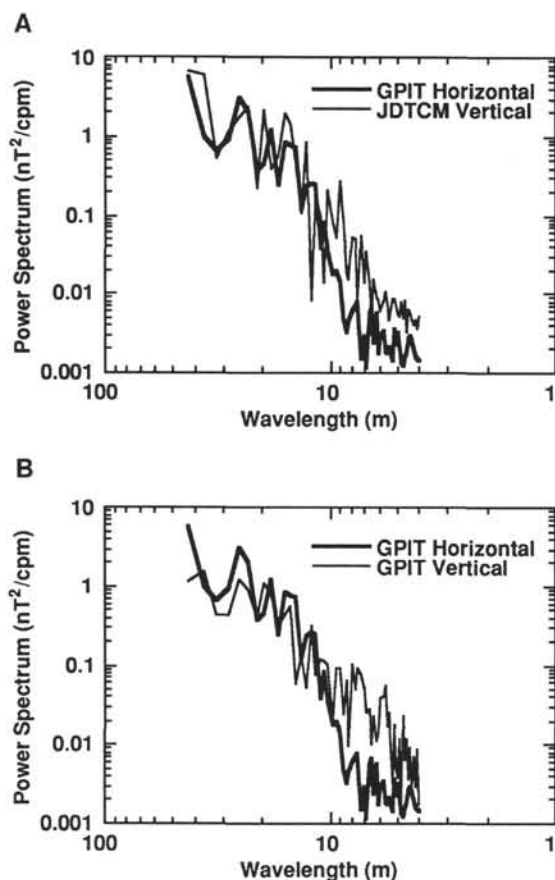 A
Power Spectrum (nT²/cpm)
10
1
0.1
0.01
0.001
GPIT Horizontal
JDTCM Vertical
100
10
1
Wavelength (m)
B
Power Spectrum (nT²/cpm)
10
1
0.1
0.01
0.001
GPIT Horizontal
GPIT Vertical
100
10
1
Wavelength (m)